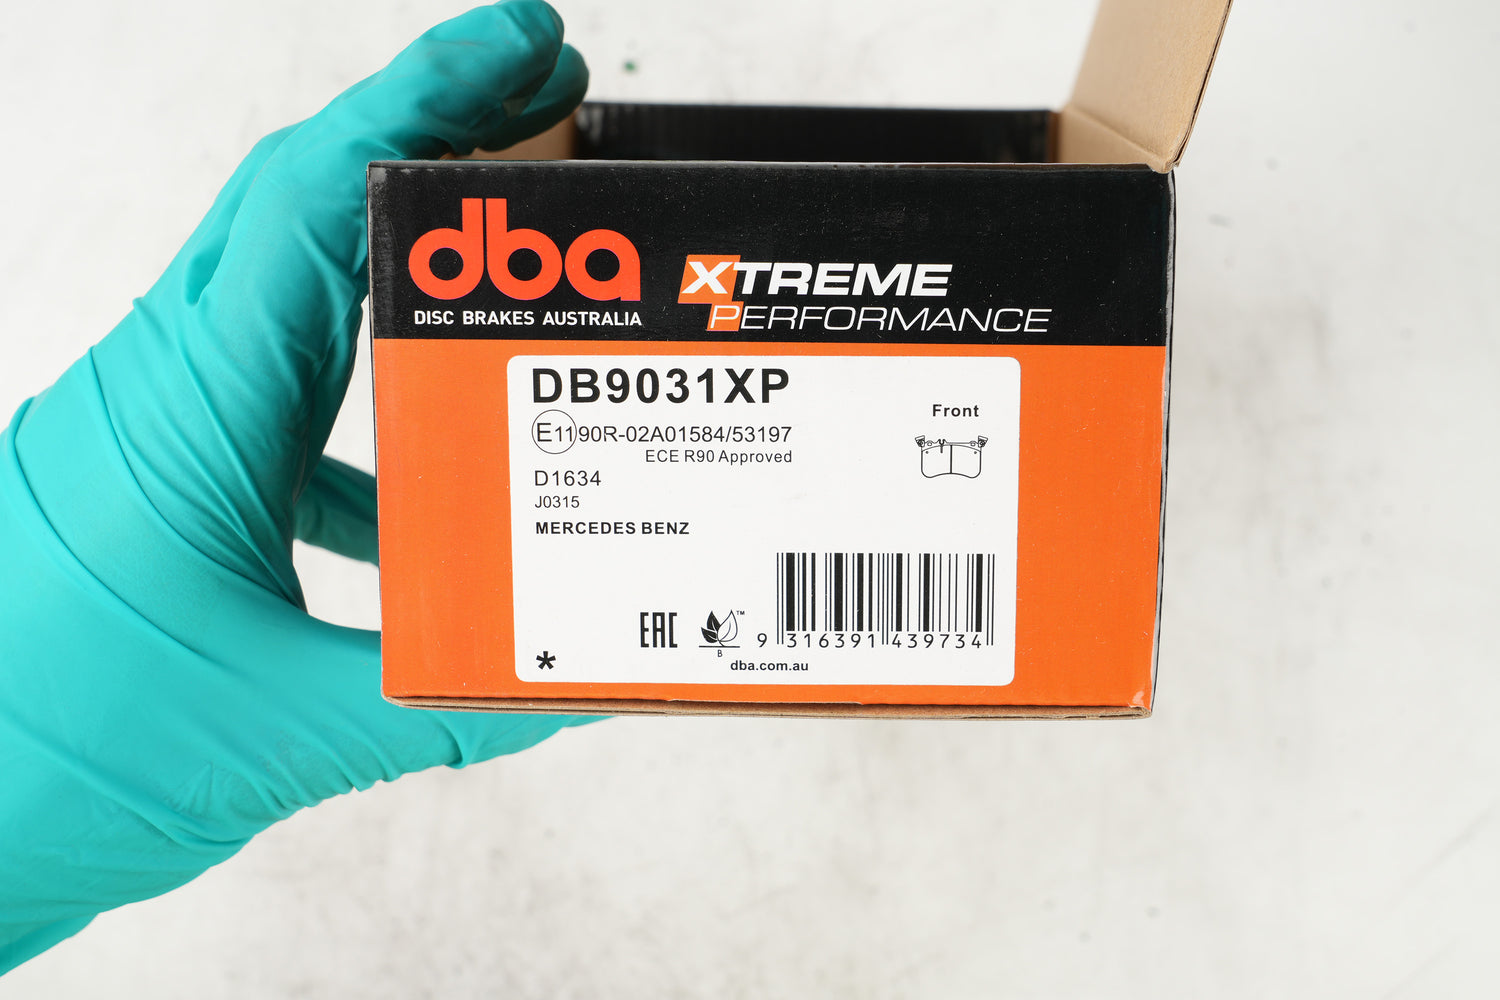 dba
DISC BRAKES AUSTRALIA
XTREME
PERFORMANCE
DB9031XP
E11 90R-02A01584/53197
ECE R90 Approved
D1634
J0315
MERCEDES BENZ
Front
EAC
TM
B
9 316391 439734
*
dba.com.au